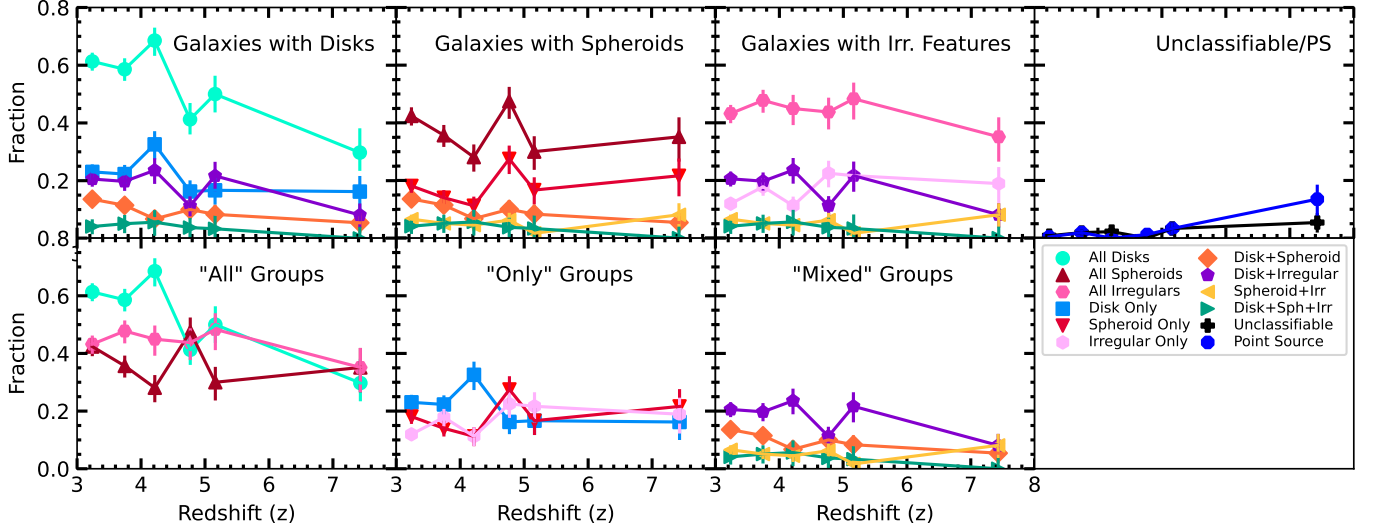 Galaxies with Disks
Galaxies with Spheroids
Galaxies with Irr. Features
Unclassifiable/PS
0.8
0.6
0.4
0.2
0.8
Fraction
"All" Groups
"Only" Groups
"Mixed" Groups
0.6
0.4
0.2
0.0
Fraction
All Disks
All Spheroids
All Irregulars
Disk Only
Spheroid Only
Irregular Only
Disk+Spheroid
Disk+Irregular
Spheroid+Irr
Disk+Sph+Irr
Unclassifiable
Point Source
3 4 5 6 7 3 4 5 6 7 3 4 5 6 7 8
Redshift (z) Redshift (z) Redshift (z)